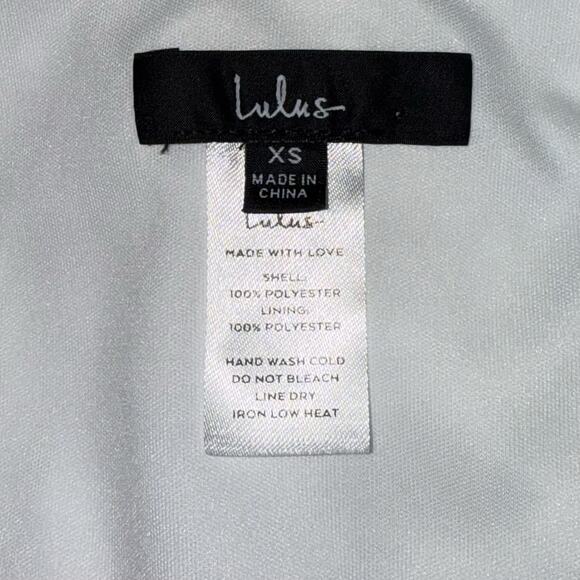 Lulus
XS
MADE IN
CHINA
Lulus
MADE WITH LOVE
SHELL:
100% POLYESTER
LINING:
100% POLYESTER
HAND WASH COLD
DO NOT BLEACH
LINE DRY
IRON LOW HEAT